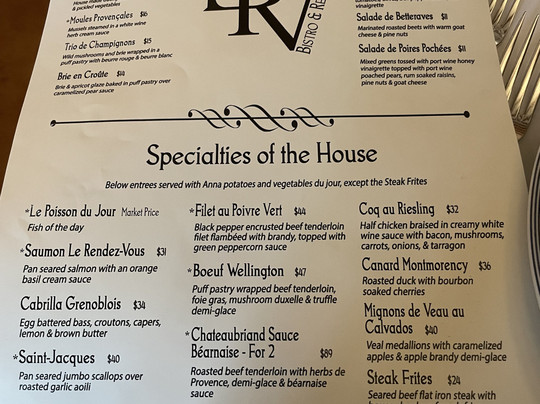 House made
& pickled vegetables
*Moules Provençales $16
Mussels steamed in a white wine
herb cream sauce
Trio de Champignons $15
Wild mushrooms and brie wrapped in a
puff pastry with beurre rouge & beurre blanc
Brie en Croûte $14
Brie & apricot glaze baked in puff pastry over
caramelized pear sauce
LRV
BISTRO & RE
vinaigrette
Salade de Betteraves $11
Marinated roasted beets with warm goat
cheese & pine nuts
Salade de Poires Pochées $11
Mixed greens tossed with port wine honey
vinaigrette topped with port wine
poached pears, rum soaked raisins,
pine nuts & goat cheese
Specialties of the House
Below entrees served with Anna potatoes and vegetables du jour, except the Steak Frites
*Le Poisson du Jour Market Price
Fish of the day
*Saumon Le Rendez-Vous $31
Pan seared salmon with an orange
basil cream sauce
Cabrilla Grenoblois $34
Egg battered bass, croutons, capers,
lemon & brown butter
*Saint-Jacques $40
Pan seared jumbo scallops over
roasted garlic aoili
*Filet au Poivre Vert $44
Black pepper encrusted beef tenderloin
filet flambéed with brandy, topped with
green peppercorn sauce
*Boeuf Wellington $47
Puff pastry wrapped beef tenderloin,
foie gras, mushroom duxelle & truffle
demi-glace
*Chateaubriand Sauce
Béarnaise - For 2 $89
Roasted beef tenderloin with herbs de
Provence, demi-glace & béarnaise
sauce
Coq au Riesling $32
Half chicken braised in creamy white
wine sauce with bacon, mushrooms,
carrots, onions, & tarragon
Canard Montmorency $36
Roasted duck with bourbon
soaked cherries
Mignons de Veau au
Calvados $40
Veal medallions with caramelized
apples & apple brandy demi-glace
Steak Frites $24
Seared beef flat iron steak with